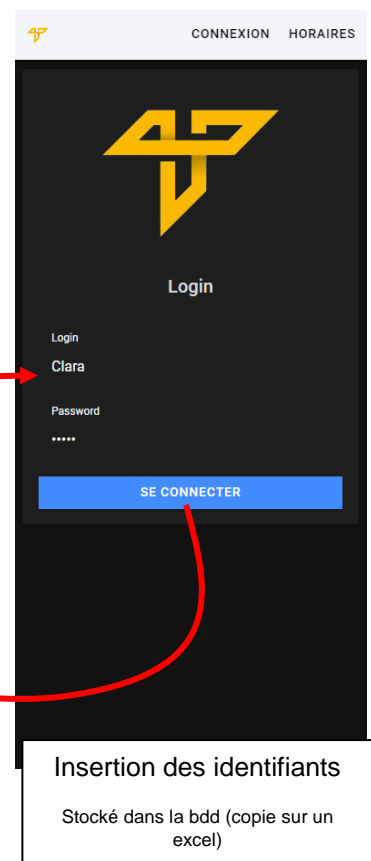 CONNEXION HORAIRES
Login
Login
Clara
Password
•••••
SE CONNECTER
Insertion des identifiants
Stocké dans la bdd (copie sur un
excel)